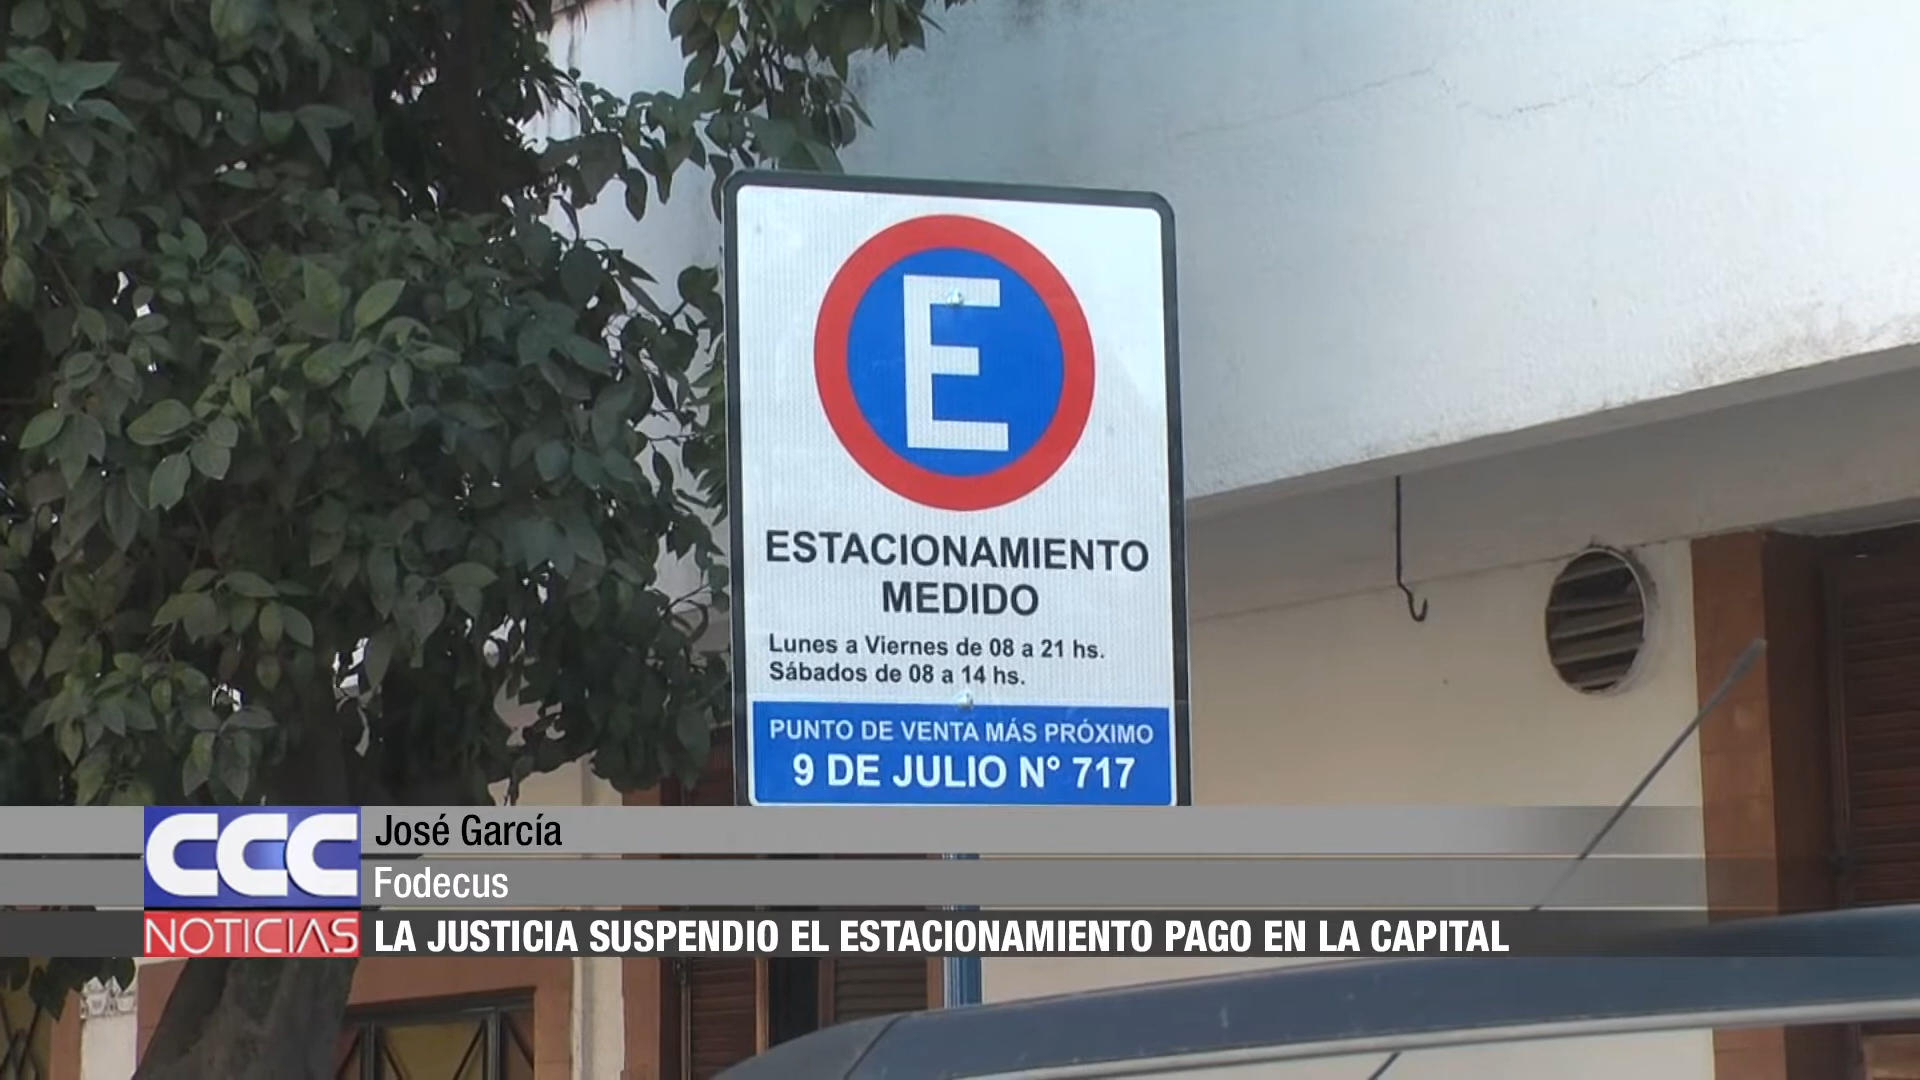 E
ESTACIONAMIENTO
MEDIDO
Lunes a Viernes de 08 a 21 hs.
Sábados de 08 a 14 hs.
PUNTO DE VENTA MÁS PRÓXIMO
9 DE JULIO N° 717
CCC
NOTICIAS
José García
Fodecus
LA JUSTICIA SUSPENDIO EL ESTACIONAMIENTO PAGO EN LA CAPITAL